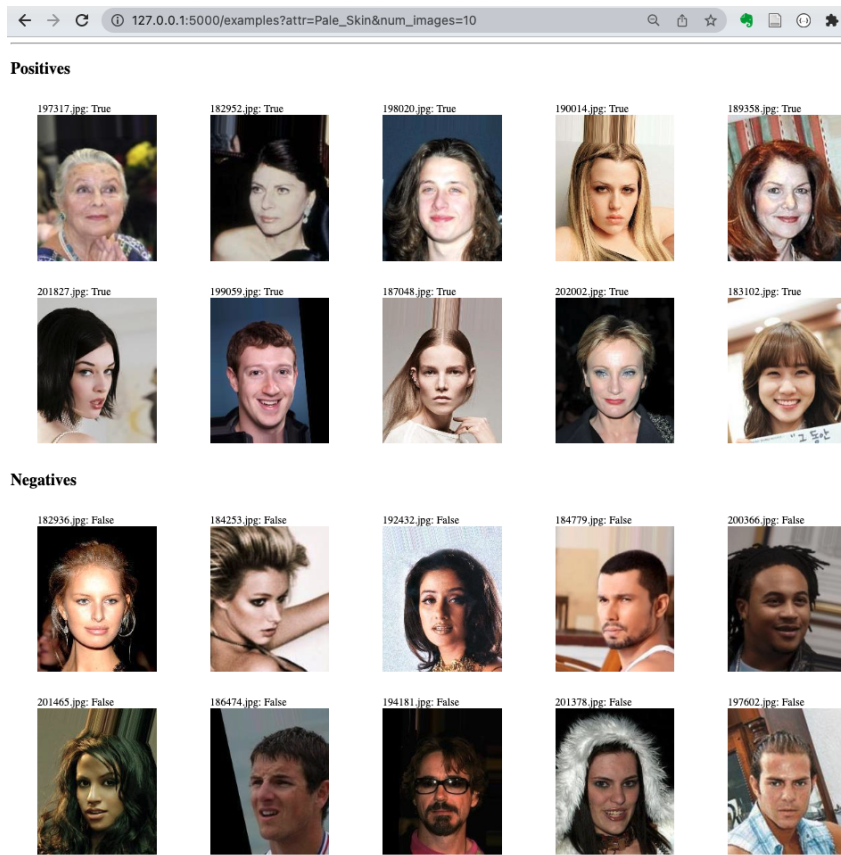 127.0.0.1:5000/examples?attr=Pale_Skin&num_images=10
Positives
197317.jpg: True 182952.jpg: True 198020.jpg: True 190014.jpg: True 189358.jpg: True
201827.jpg: True 199059.jpg: True 187048.jpg: True 202002.jpg: True 183102.jpg: True
"그 동안
Negatives
182936.jpg: False 184253.jpg: False 192432.jpg: False 184779.jpg: False 200366.jpg: False
201465.jpg: False 186474.jpg: False 194181.jpg: False 201378.jpg: False 197602.jpg: False